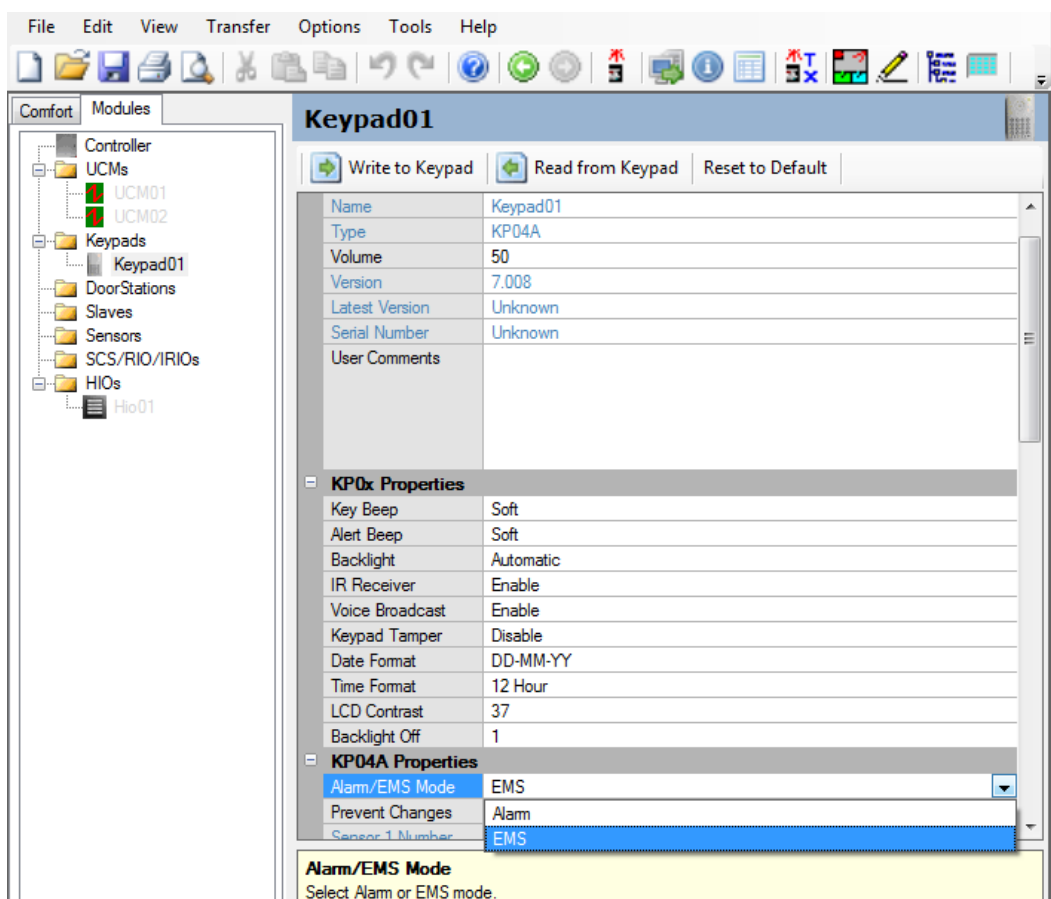 File Edit View Transfer Options Tools Help
Comfort Modules
Controller
UCMs
UCM01
UCM02
Keypads
Keypad01
DoorStations
Slaves
Sensors
SCS/RIO/IRIOs
HIOs
Hio01
Keypad01
Write to Keypad Read from Keypad Reset to Default
Name Keypad01
Type KP04A
Volume 50
Version 7.008
Latest Version Unknown
Serial Number Unknown
User Comments
KP0x Properties
Key Beep Soft
Alert Beep Soft
Backlight Automatic
IR Receiver Enable
Voice Broadcast Enable
Keypad Tamper Disable
Date Format DD-MM-YY
Time Format 12 Hour
LCD Contrast 37
Backlight Off 1
KP04A Properties
Alarm/EMS Mode EMS
Prevent Changes Alarm
Sensor 1 Number EMS
Alarm/EMS Mode
Select Alarm or EMS mode.